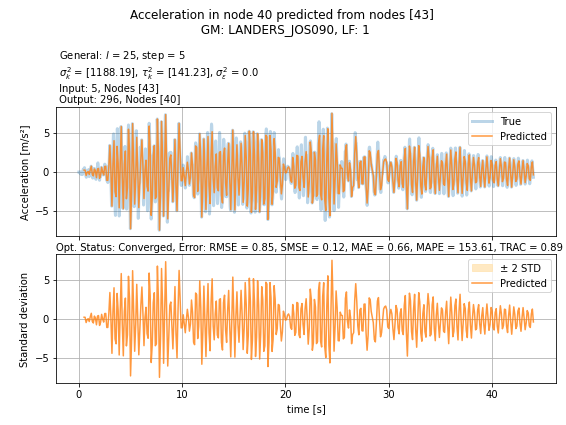 Acceleration in node 40 predicted from nodes [43]
GM: LANDERS_JOS090, LF: 1
General: l = 25, step = 5
σ²ₖ = [1188.19], τ²ₖ = [141.23], σ²ₑ = 0.0
Input: 5, Nodes [43]
Output: 296, Nodes [40]
Acceleration [m/s²]
5
0
−5
True
Predicted
Opt. Status: Converged, Error: RMSE = 0.85, SMSE = 0.12, MAE = 0.66, MAPE = 153.61, TRAC = 0.89
Standard deviation
5
0
−5
± 2 STD
Predicted
0 10 20 30 40
time [s]